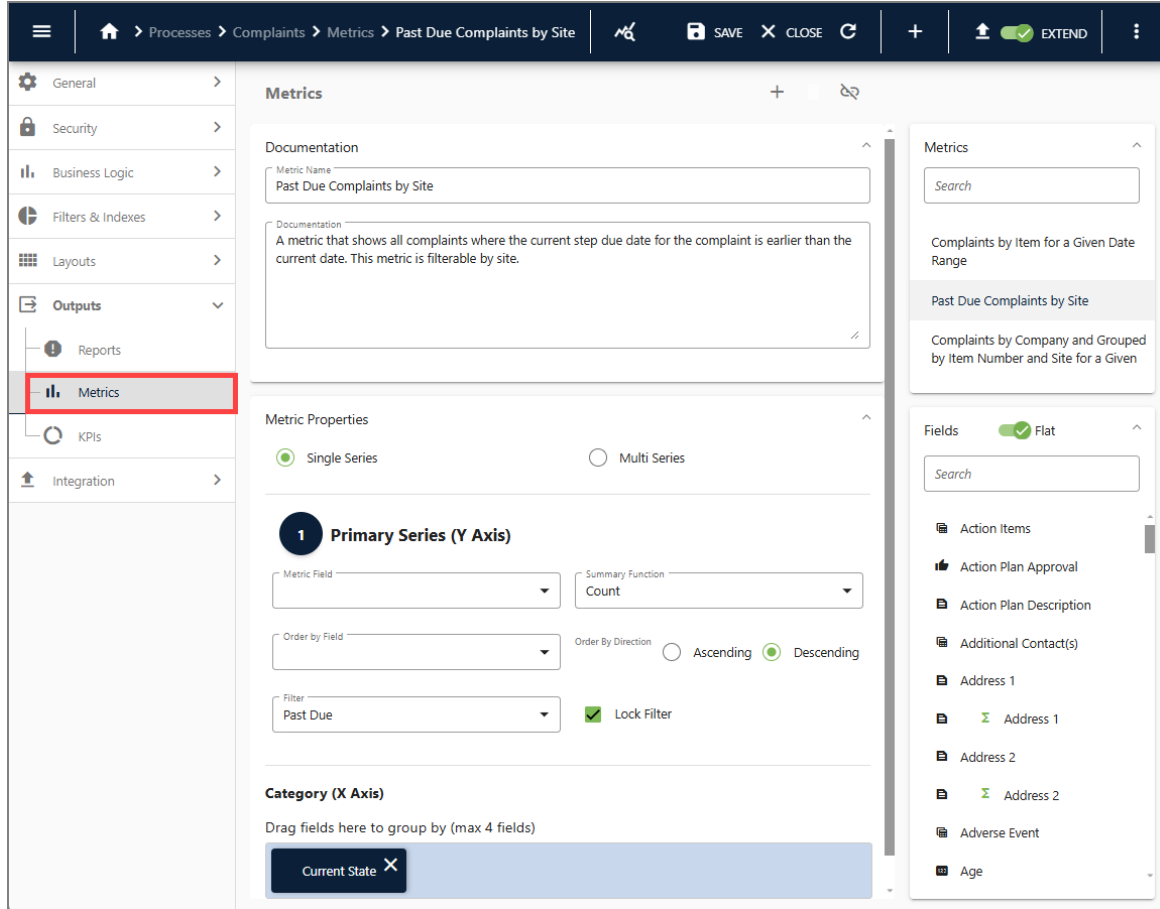 Processes
Complaints
Metrics
Past Due Complaints by Site
SAVE
CLOSE
EXTEND
General
Security
Business Logic
Filters & Indexes
Layouts
Outputs
Reports
Metrics
KPIs
Integration
Metrics
Documentation
Metric Name
Past Due Complaints by Site
Documentation
A metric that shows all complaints where the current step due date for the complaint is earlier than the
current date. This metric is filterable by site.
Metric Properties
Single Series
Multi Series
1
Primary Series (Y Axis)
Metric Field
Summary Function
Count
Order by Field
Order By Direction
Ascending
Descending
Filter
Past Due
Lock Filter
Category (X Axis)
Drag fields here to group by (max 4 fields)
Current State
Metrics
Search
Complaints by Item for a Given Date
Range
Past Due Complaints by Site
Complaints by Company and Grouped
by Item Number and Site for a Given
Fields
Flat
Search
Action Items
Action Plan Approval
Action Plan Description
Additional Contact(s)
Address 1
Σ Address 1
Address 2
Σ Address 2
Adverse Event
123 Age